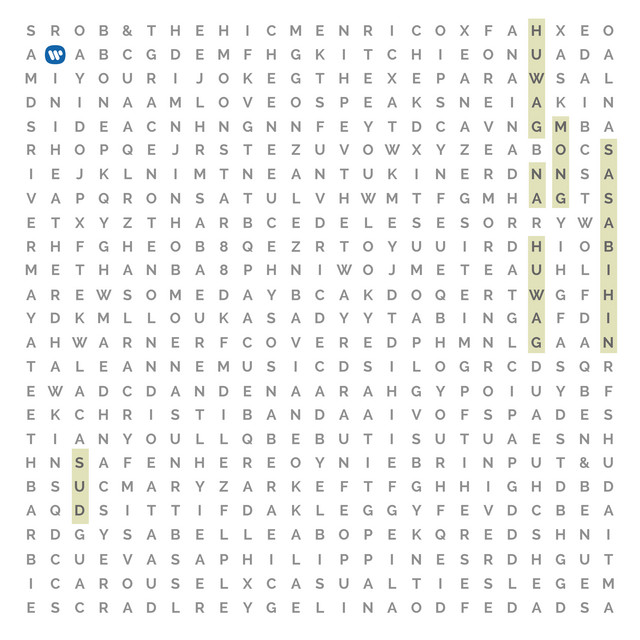 S R O B & T H E H I C M E N R I C O X F A H X E O
A W A B C G D E M F H G K I T C H I E O N U A D A
M I Y O U R I J O K E G T H E X E P A R A W S A L
D N I N A A M L O V E O S P E A K S N E I A K I N
S I D E A C N H N G N N F E Y T D C A V N G M B A
R H O P Q E J R S T E Z U V O W X Y Z E A B O C S
I E J K L N I M T N E A N T U K I N E R D N N S A
V A P Q R O N S A T U L V H W M T F G M H A G T S
E T X Y Z T H A R B C E D E L E S E S O R R Y W A
R H F G H E O B 8 Q E Z R T O Y U U I R D H I O B
M E T H A N B A 8 P H N I W O J M E T E A U H L I
A R E W S O M E D A Y B C A K D O Q E R T W G F H
Y D K M L L O U K A S A D Y Y T A B I N G A F D I
A H W A R N E R F C O V E R E D P H M N L G A A N
T A L E A N N E M U S I C D S I L O G R C D S Q R
E W A D C D A N D E N A A R A H G Y P O I U Y B F
E K C H R I S T I B A N D A A I V O F S P A D E S
T I A N Y O U L L Q B E B U T I S U T U A E S N H
H N S A F E N H E R E O Y N I E B R I N P U T & U
B S U C M A R Y Z A R K E F T F G H H I G H D B D
A Q D S I T T I F D A K L E G G Y F E V D C B E A
R D G Y S A B E L L E A B O P E K Q R E D S H N I
B C U E V A S A P H I L I P P I N E S R D H G U T
I C A R O U S E L X C A S U A L T I E S L E G E M
E S C R A D L R E Y G E L I N A O D F E D A D S A